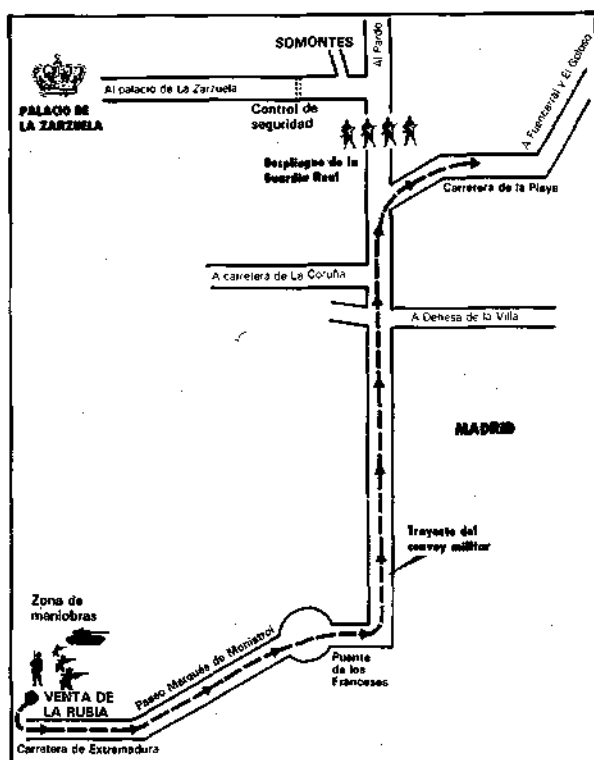 SOMONTES
Al Pardo
A Fuencarral y El Goloso
Al palacio de La Zarzuela
PALACIO DE
LA ZARZUELA
Control de
seguridad
Despliegue de la
Guardia Real
Carretera de la Playa
A carretera de La Coruña
A Dehesa de la Villa
MADRID
Trayecto del
convoy militar
Zona de
maniobras
Paseo Marqués de Monistrol
Puente
de los
Franceses
VENTA DE
LA RUBIA
Carretera de Extremadura